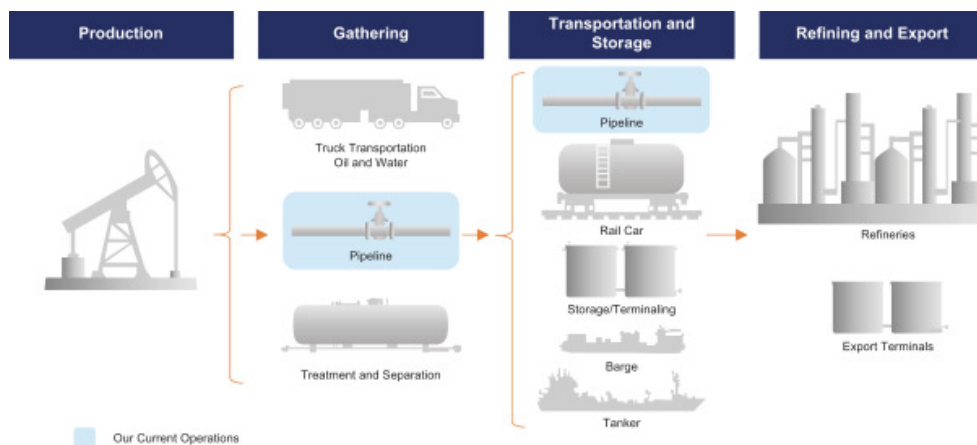 Production
Gathering
Transportation and
Storage
Refining and Export
Truck Transportation
Oil and Water
Pipeline
Treatment and Separation
Pipeline
Rail Car
Storage/Terminaling
Barge
Tanker
Refineries
Export Terminals
Our Current Operations